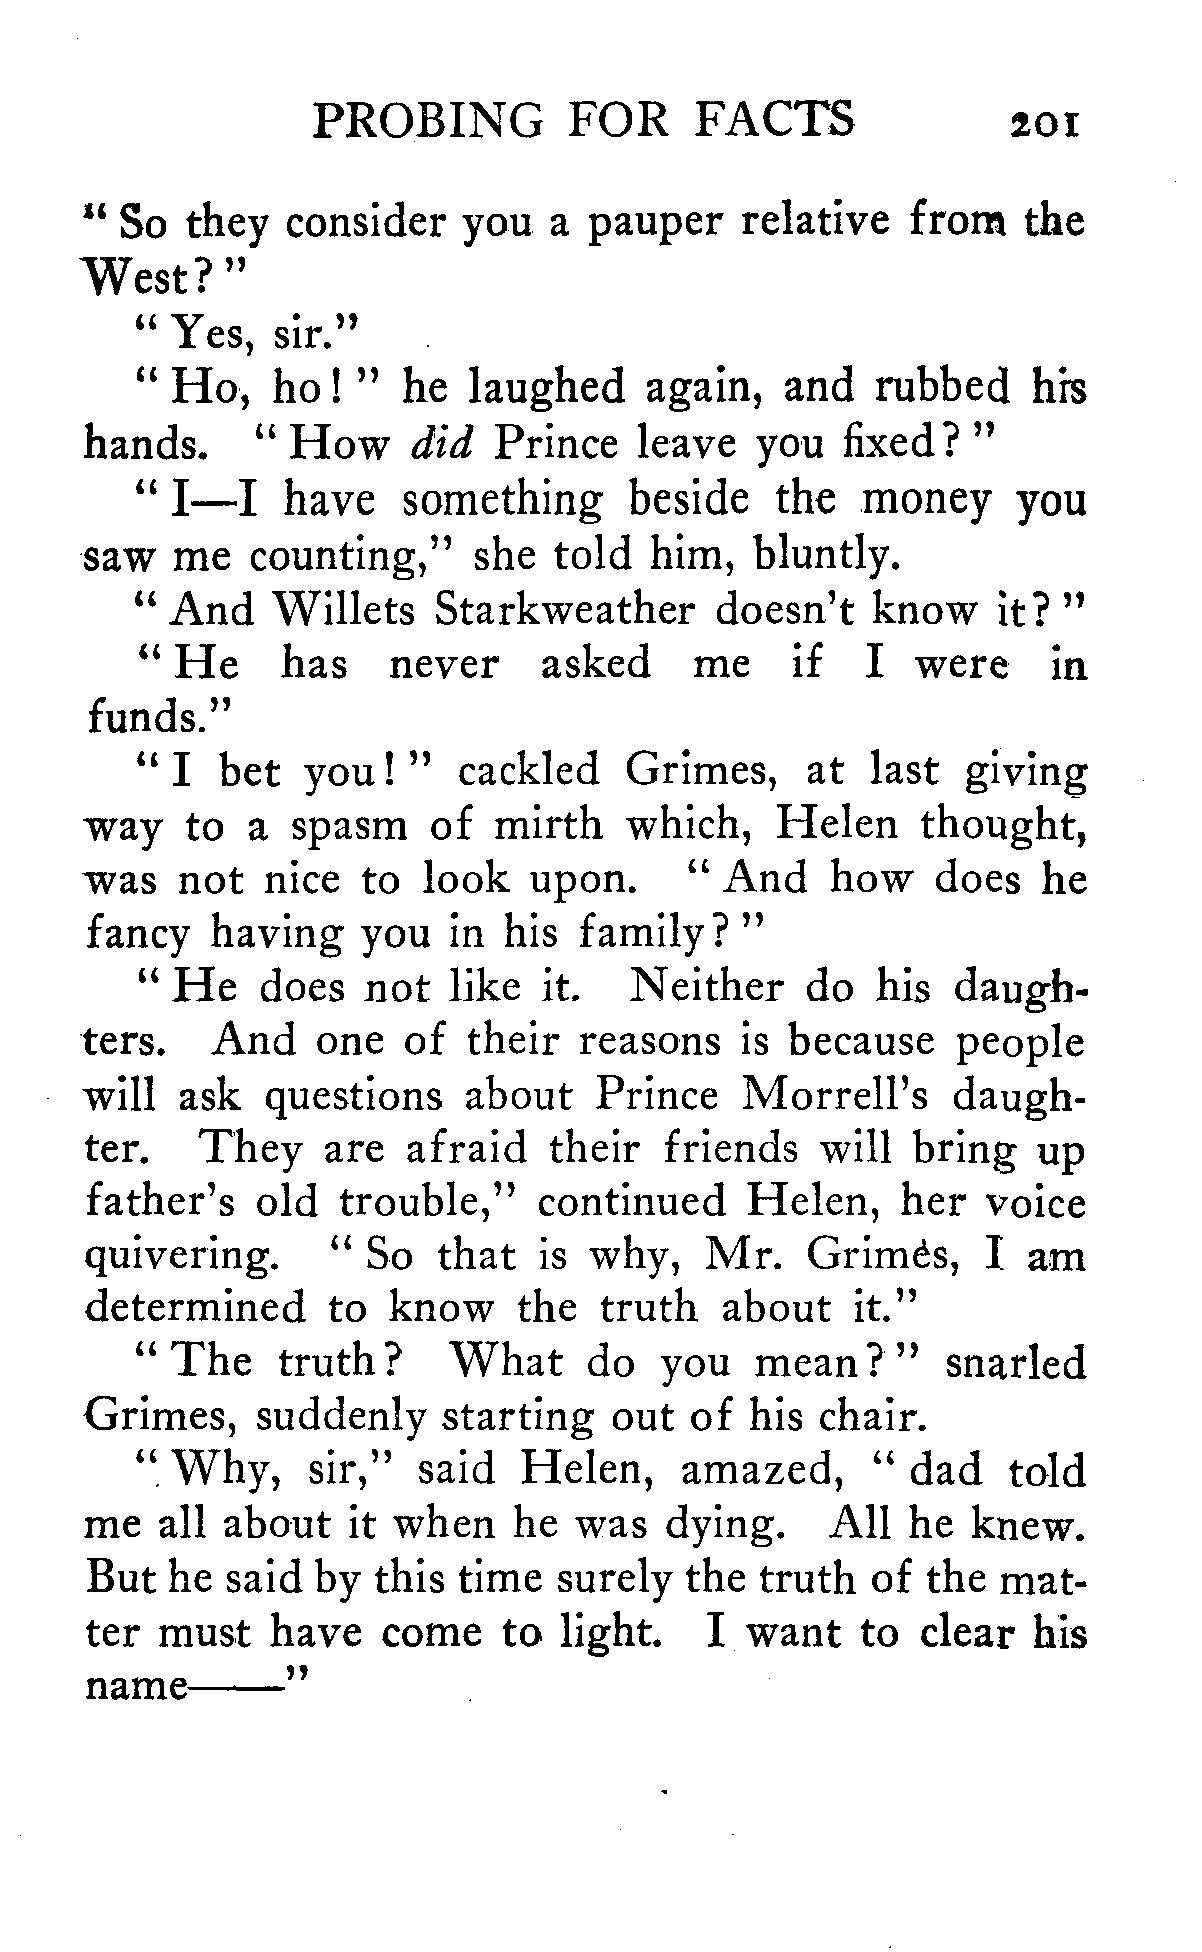 PROBING FOR FACTS 201
“ So they consider you a pauper relative from the
West? ”
“ Yes, sir.”
“ Ho, ho! ” he laughed again, and rubbed his
hands. “ How did Prince leave you fixed? ”
“ I—I have something beside the money you
saw me counting,” she told him, bluntly.
“ And Willets Starkweather doesn’t know it? ”
“ He has never asked me if I were in
funds.”
“ I bet you! ” cackled Grimes, at last giving
way to a spasm of mirth which, Helen thought,
was not nice to look upon. “ And how does he
fancy having you in his family? ”
“ He does not like it. Neither do his daugh-
ters. And one of their reasons is because people
will ask questions about Prince Morrell’s daugh-
ter. They are afraid their friends will bring up
father’s old trouble,” continued Helen, her voice
quivering. “ So that is why, Mr. Grimes, I am
determined to know the truth about it.”
“ The truth? What do you mean? ” snarled
Grimes, suddenly starting out of his chair.
“ Why, sir,” said Helen, amazed, “ dad told
me all about it when he was dying. All he knew.
But he said by this time surely the truth of the mat-
ter must have come to light. I want to clear his
name——”